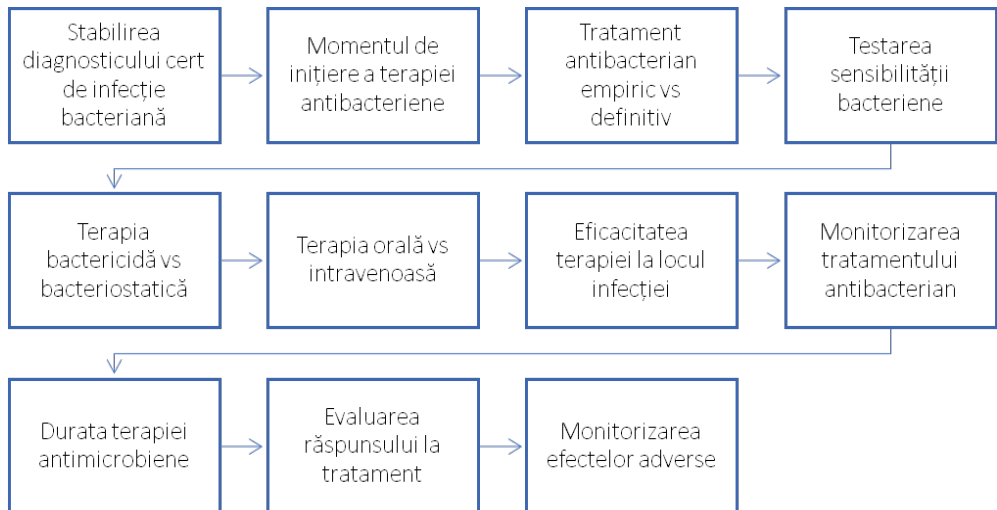 Stabilirea
diagnosticului cert
de infecție
bacteriană
Momentul de
inițiere a terapiei
antibacteriene
Tratament
antibacterian
empiric vs
definitiv
Testarea
sensibilității
bacteriene
Terapia
bactericidă vs
bacteriostatică
Terapia orală vs
intravenoasă
Eficacitatea
terapiei la locul
infecției
Monitorizarea
tratamentului
antibacterian
Durata terapiei
antimicrobiene
Evaluarea
răspunsului la
tratament
Monitorizarea
efectelor adverse